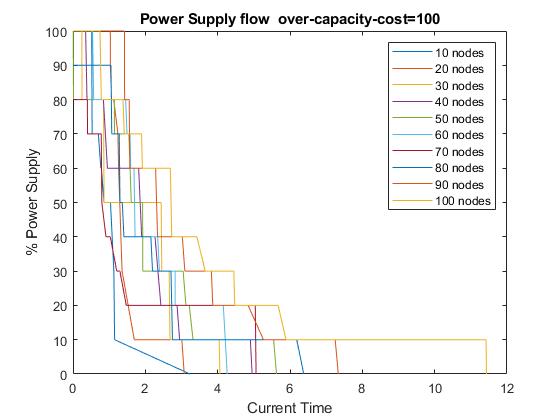 Power Supply flow  over-capacity-cost=100
100
90
80
70
60
50
40
30
20
10
0
% Power Supply
0 2 4 6 8 10 12
Current Time
10 nodes
20 nodes
30 nodes
40 nodes
50 nodes
60 nodes
70 nodes
80 nodes
90 nodes
100 nodes